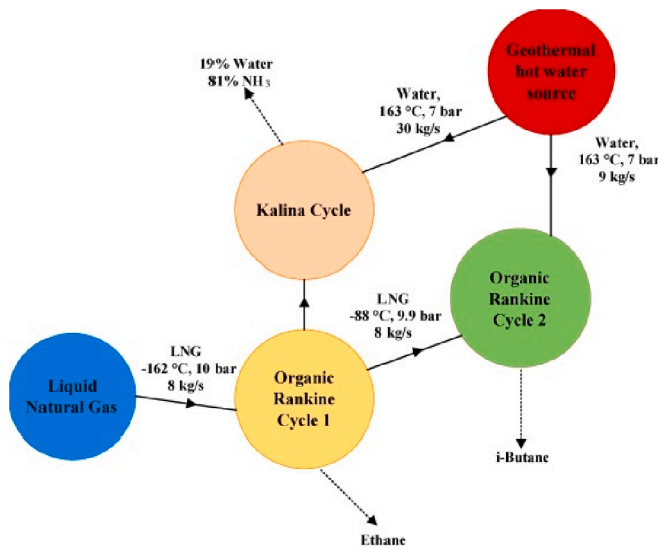 Geothermal
hot water
source
19% Water
81% NH3
Water,
163 °C, 7 bar
30 kg/s
Water,
163 °C, 7 bar
9 kg/s
Kalina Cycle
Organic
Rankine
Cycle 2
LNG
-88 °C, 9.9 bar
8 kg/s
LNG
-162 °C, 10 bar
8 kg/s
Liquid
Natural Gas
Organic
Rankine
Cycle 1
i-Butane
Ethane